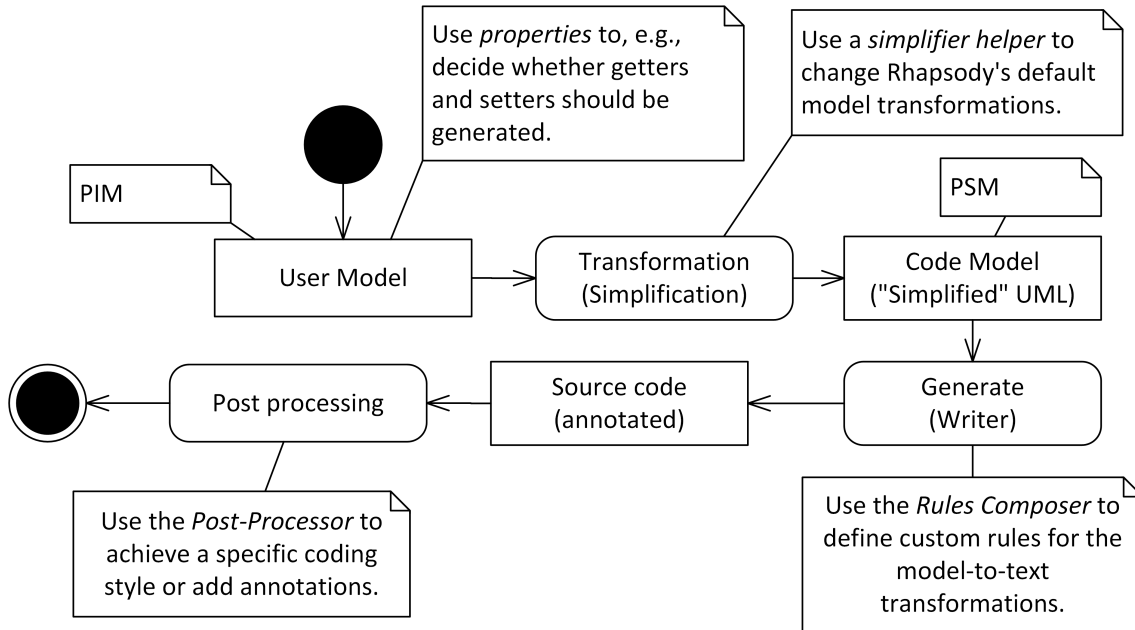 Use properties to, e.g.,
decide whether getters
and setters should be
generated.
Use a simplifier helper to
change Rhapsody's default
model transformations.
PIM
PSM
User Model
Transformation
(Simplification)
Code Model
("Simplified" UML)
Post processing
Source code
(annotated)
Generate
(Writer)
Use the Post-Processor to
achieve a specific coding
style or add annotations.
Use the Rules Composer to
define custom rules for the
model-to-text
transformations.